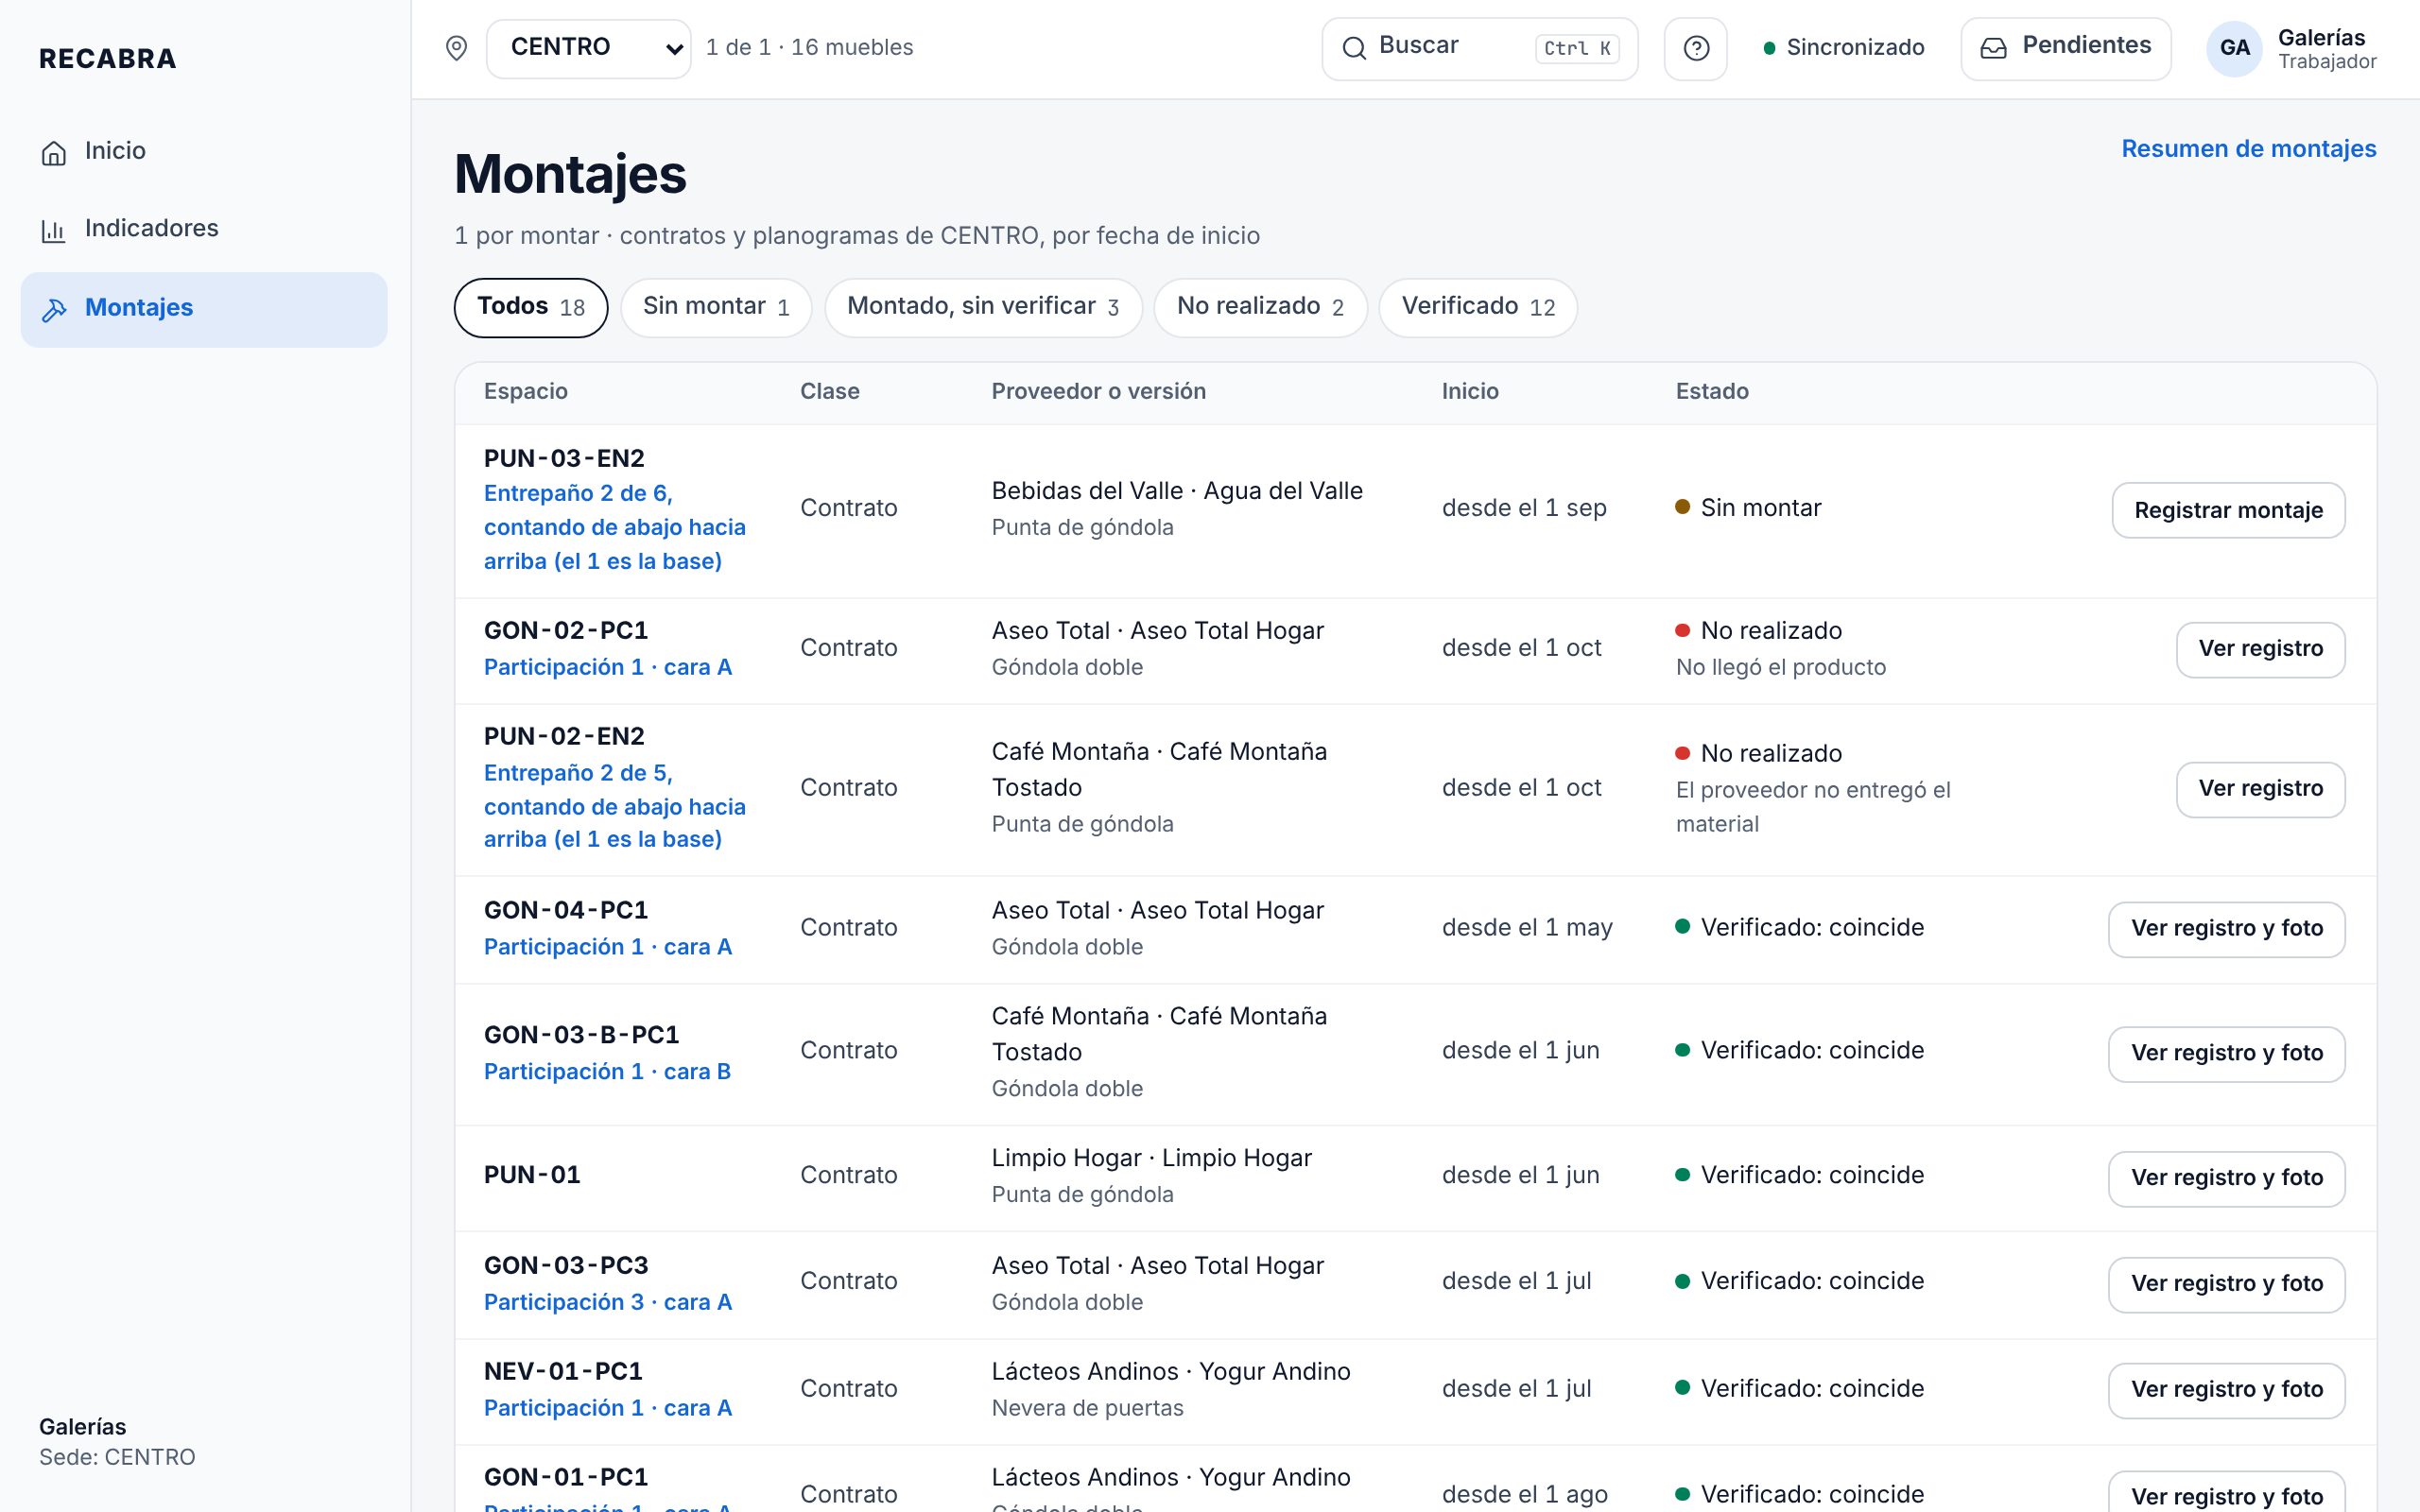 RECABRA
Inicio
Indicadores
Montajes
Galerías
Sede: CENTRO
CENTRO
1 de 1 · 16 muebles
Buscar
Ctrl K
Sincronizado
Pendientes
GA
Galerías
Trabajador
Montajes
Resumen de montajes
1 por montar · contratos y planogramas de CENTRO, por fecha de inicio
Todos 18
Sin montar 1
Montado, sin verificar 3
No realizado 2
Verificado 12
Espacio
Clase
Proveedor o versión
Inicio
Estado
PUN-03-EN2
Entrepaño 2 de 6,
contando de abajo hacia
arriba (el 1 es la base)
Contrato
Bebidas del Valle · Agua del Valle
Punta de góndola
desde el 1 sep
Sin montar
Registrar montaje
GON-02-PC1
Participación 1 · cara A
Contrato
Aseo Total · Aseo Total Hogar
Góndola doble
desde el 1 oct
No realizado
No llegó el producto
Ver registro
PUN-02-EN2
Entrepaño 2 de 5,
contando de abajo hacia
arriba (el 1 es la base)
Contrato
Café Montaña · Café Montaña
Tostado
Punta de góndola
desde el 1 oct
No realizado
El proveedor no entregó el
material
Ver registro
GON-04-PC1
Participación 1 · cara A
Contrato
Aseo Total · Aseo Total Hogar
Góndola doble
desde el 1 may
Verificado: coincide
Ver registro y foto
GON-03-B-PC1
Participación 1 · cara B
Contrato
Café Montaña · Café Montaña
Tostado
Góndola doble
desde el 1 jun
Verificado: coincide
Ver registro y foto
PUN-01
Contrato
Limpio Hogar · Limpio Hogar
Punta de góndola
desde el 1 jun
Verificado: coincide
Ver registro y foto
GON-03-PC3
Participación 3 · cara A
Contrato
Aseo Total · Aseo Total Hogar
Góndola doble
desde el 1 jul
Verificado: coincide
Ver registro y foto
NEV-01-PC1
Participación 1 · cara A
Contrato
Lácteos Andinos · Yogur Andino
Nevera de puertas
desde el 1 jul
Verificado: coincide
Ver registro y foto
GON-01-PC1
Participación 1 · cara A
Contrato
Lácteos Andinos · Yogur Andino
Góndola doble
desde el 1 ago
Verificado: coincide
Ver registro y foto